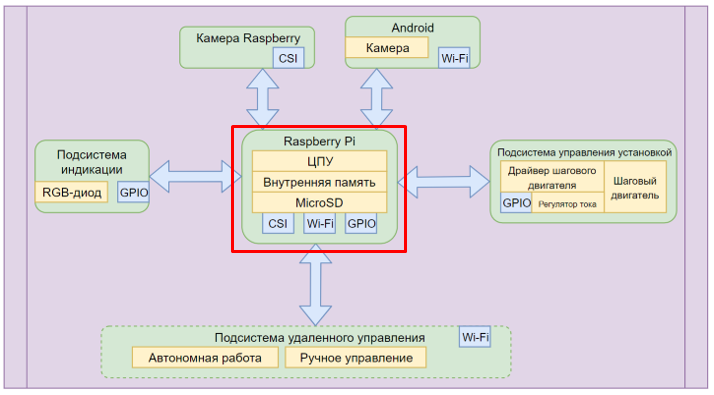 Камера Raspberry
CSI
Android
Камера
Wi-Fi
Подсистема
индикации
RGB-диод
GPIO
Raspberry Pi
ЦПУ
Внутренняя память
MicroSD
CSI
Wi-Fi
GPIO
Подсистема управления установкой
Драйвер шагового
двигателя
GPIO
Регулятор тока
Шаговый
двигатель
Подсистема удаленного управления
Wi-Fi
Автономная работа
Ручное управление